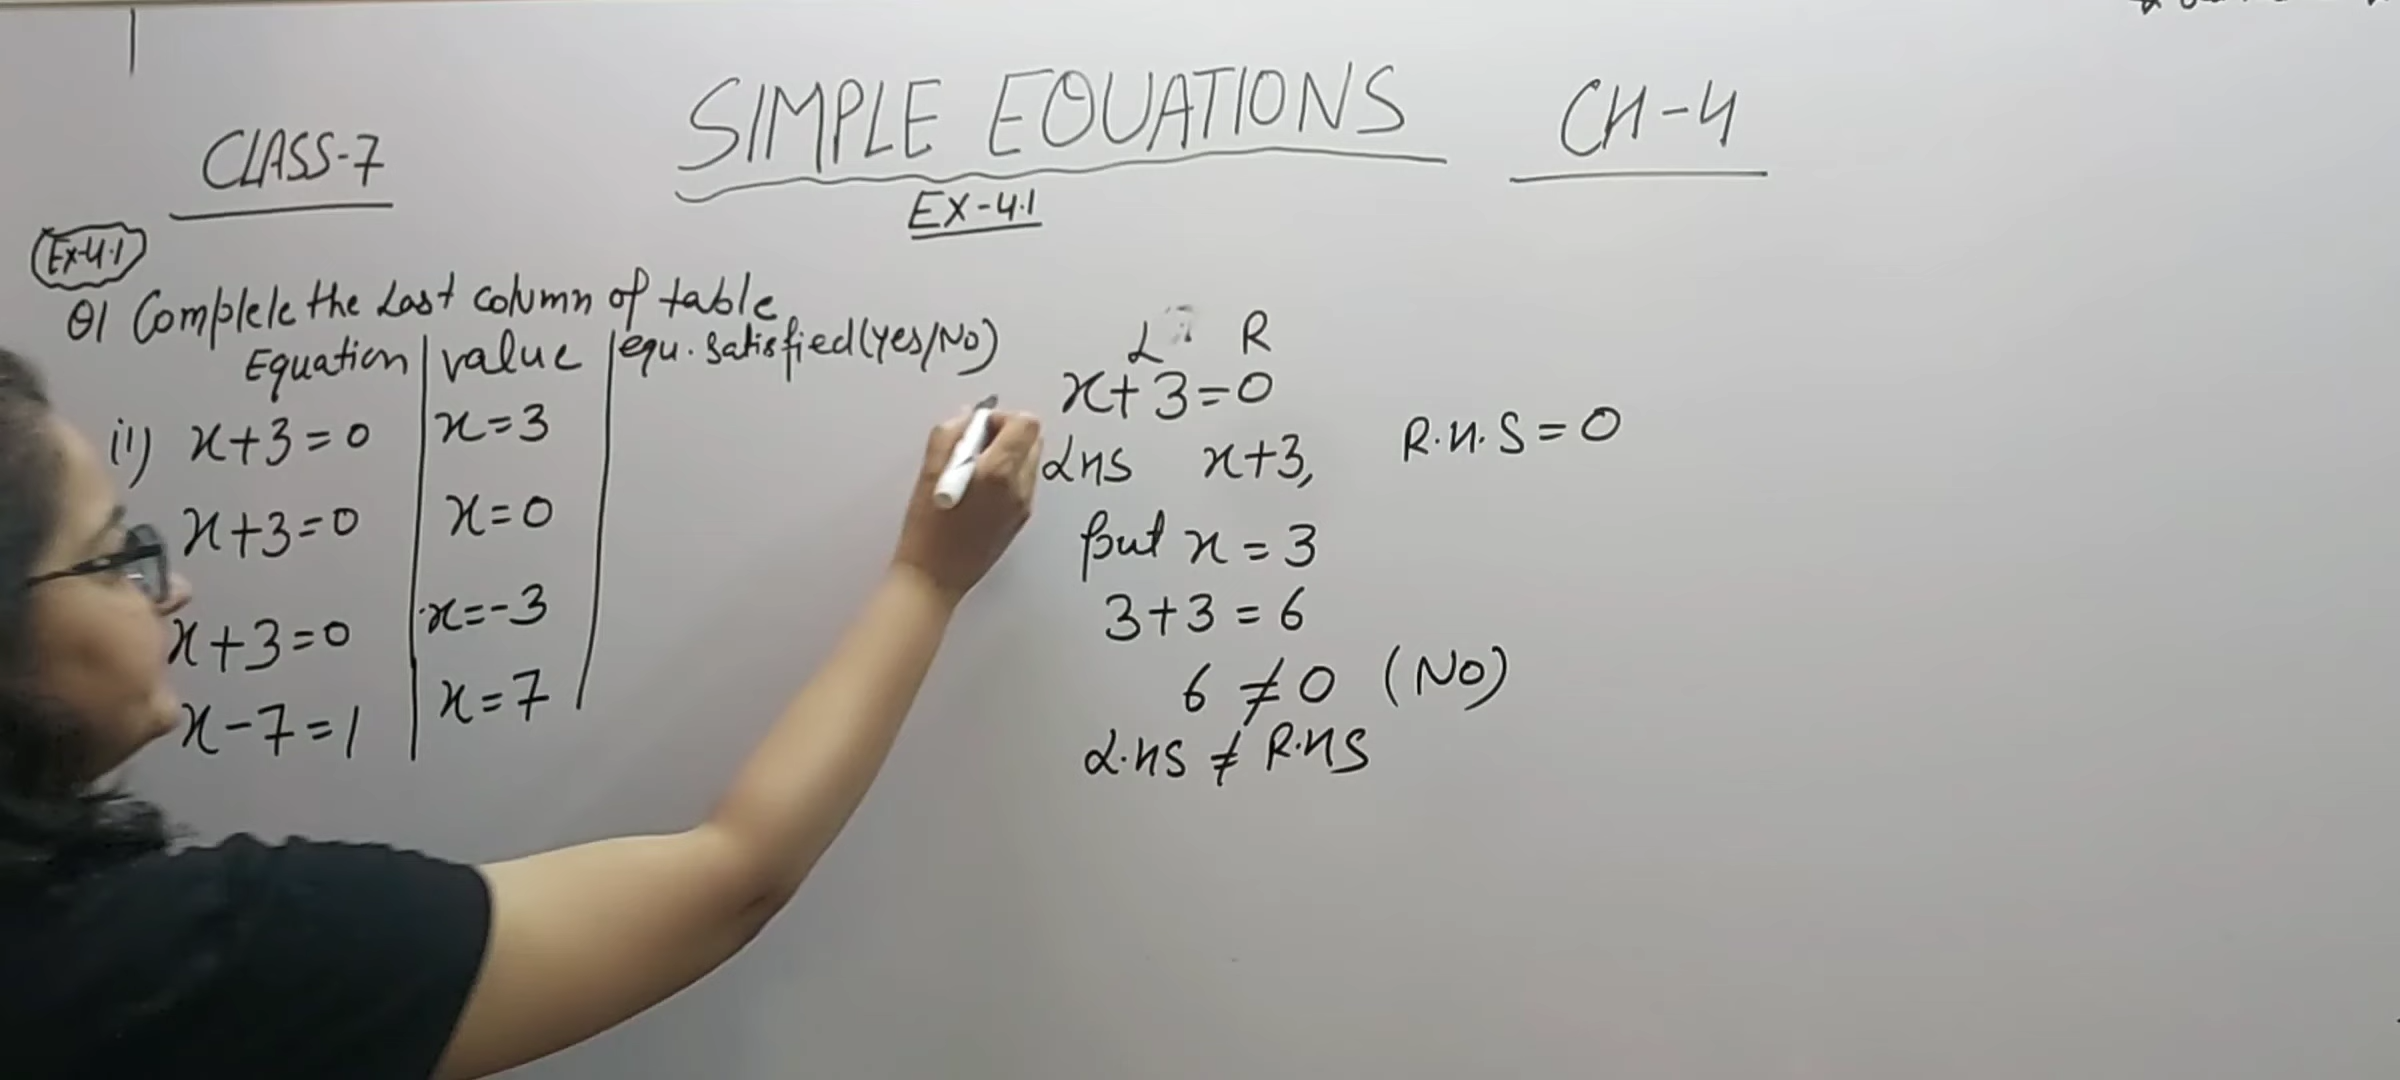 CLASS-7
SIMPLE EQUATIONS
CH-4
EX-4.1
Ex-4.1
Q1 Complete the Last column of table
Equation | value | equ. Satisfied (Yes/No)
i) x+3=0 | x=3
x+3=0 | x=0
x+3=0 | x=-3
x-7=1 | x=7
L R
x+3=0
LHS x+3, R.H.S=0
Put x=3
3+3=6
6≠0 (No)
L.HS ≠ R.HS